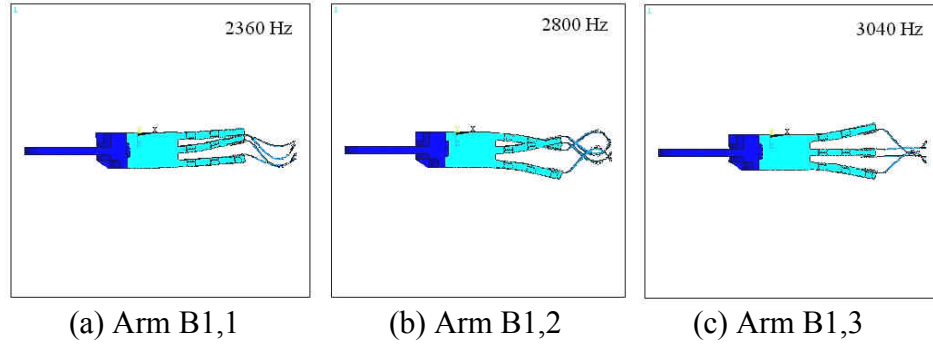 2360 Hz
2800 Hz
3040 Hz
(a) Arm B1,1
(b) Arm B1,2
(c) Arm B1,3